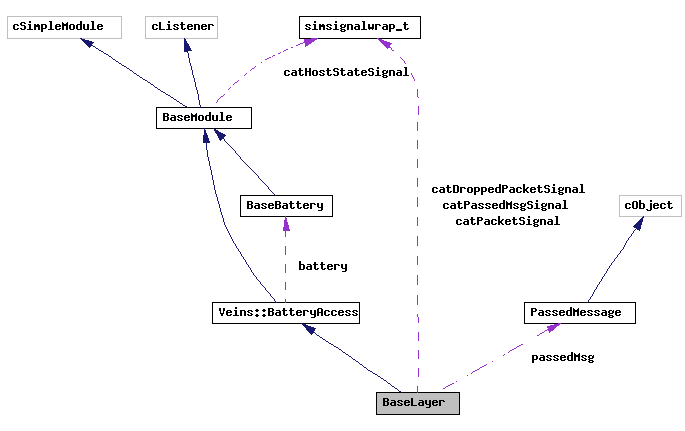 cSimpleModule
cListener
simsignalwrap_t
catHostStateSignal
BaseModule
catDroppedPacketSignal
catPassedMsgSignal
catPacketSignal
BaseBattery
cObject
battery
Veins::BatteryAccess
PassedMessage
passedMsg
BaseLayer